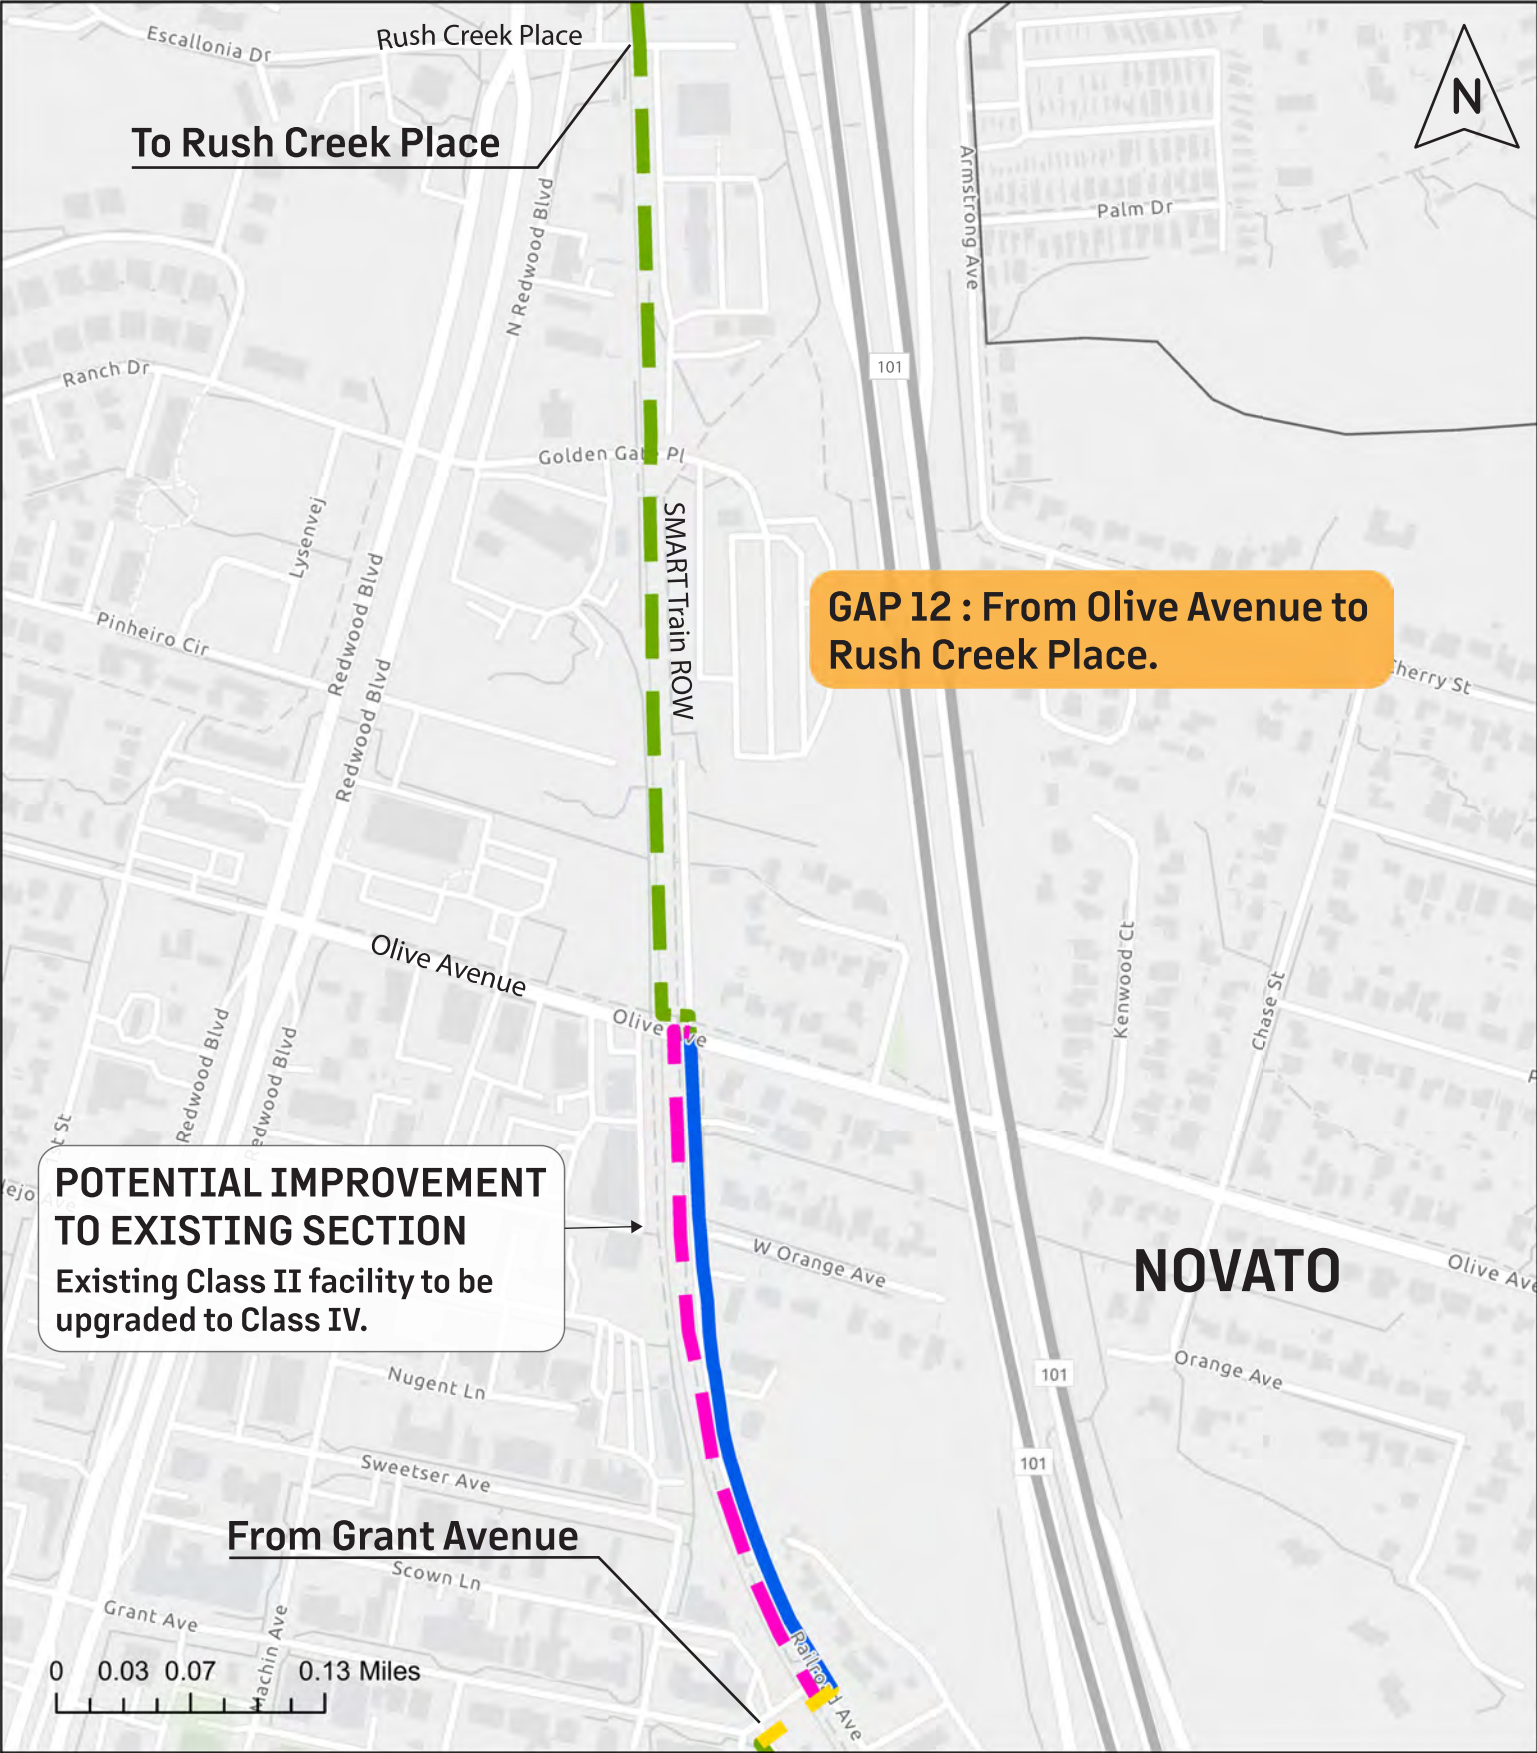 Rush Creek Place
Escallonia Dr
N
To Rush Creek Place
Armstrong Ave
Palm Dr
N Redwood Blvd
101
Ranch Dr
Golden Gate Pl
SMART Train ROW
Lysenvej
Redwood Blvd
GAP 12 : From Olive Avenue to
Rush Creek Place.
Pinheiro Cir
Redwood Blvd
Cherry St
Olive Avenue
Kenwood Ct
Chase St
Olive Ave
Redwood Blvd
Redwood Blvd
POTENTIAL IMPROVEMENT
TO EXISTING SECTION
Existing Class II facility to be
upgraded to Class IV.
W Orange Ave
NOVATO
Olive Ave
Nugent Ln
101
Orange Ave
101
Sweetser Ave
From Grant Avenue
Scown Ln
Grant Ave
Machin Ave
Railroad Ave
0 0.03 0.07 0.13 Miles